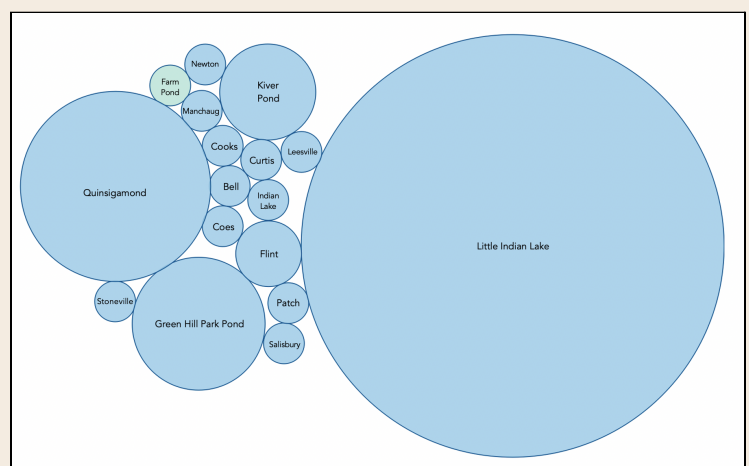 Newton
Farm
Pond
Kiver
Pond
Manchaug
Cooks
Leesville
Curtis
Bell
Quinsigamond
Indian
Lake
Coes
Little Indian Lake
Flint
Stoneville
Patch
Green Hill Park Pond
Salisbury